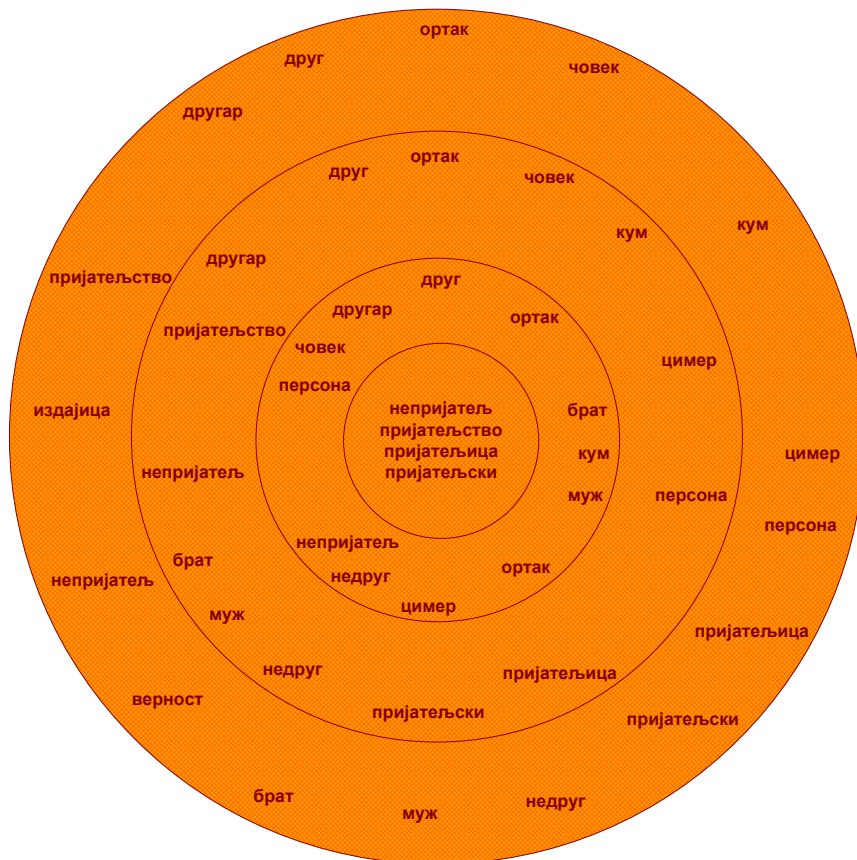 ортак
друг
човек
другар
друг
ортак
човек
кум
кум
другар
пријатељство
друг
другар
ортак
пријатељство
човек
цимер
персона
издајица
непријатељ
пријатељство
пријатељица
пријатељски
брат
кум
цимер
непријатељ
муж
персона
персона
непријатељ
недруг
ортак
цимер
брат
непријатељ
муж
пријатељица
недруг
пријатељица
верност
пријатељски
пријатељски
брат
муж
недруг